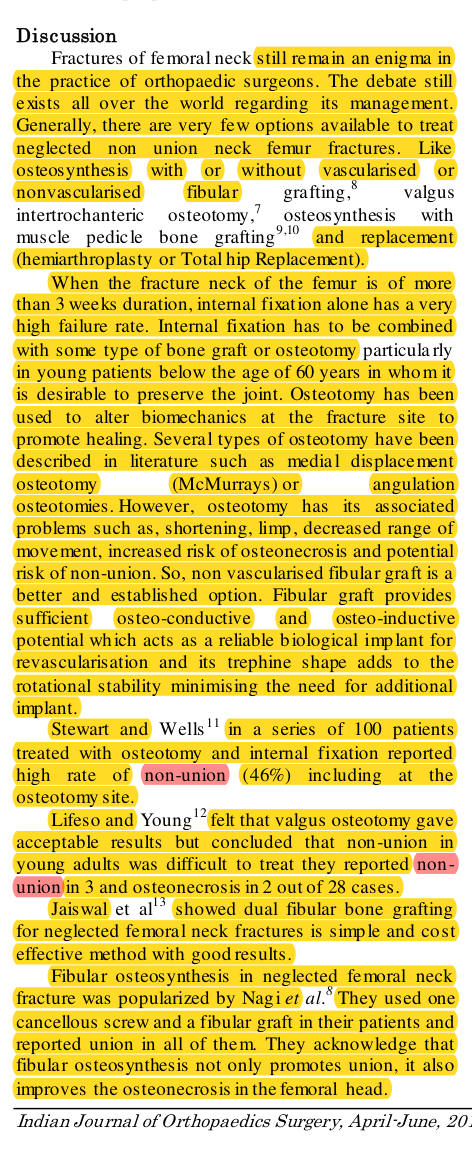 Discussion
Fractures of femoral neck still remain an enigma in
the practice of orthopaedic surgeons. The debate still
exists all over the world regarding its management.
Generally, there are very few options available to treat
neglected non union neck femur fractures. Like
osteosynthesis with or without vascularised or
nonvascularised fibular grafting,8 valgus
intertrochanteric osteotomy,7 osteosynthesis with
muscle pedicle bone grafting9,10 and replacement
(hemiarthroplasty or Total hip Replacement).
When the fracture neck of the femur is of more
than 3 weeks duration, internal fixation alone has a very
high failure rate. Internal fixation has to be combined
with some type of bone graft or osteotomy particularly
in young patients below the age of 60 years in whom it
is desirable to preserve the joint. Osteotomy has been
used to alter biomechanics at the fracture site to
promote healing. Several types of osteotomy have been
described in literature such as medial displacement
osteotomy (McMurrays) or angulation
osteotomies. However, osteotomy has its associated
problems such as, shortening, limp, decreased range of
movement, increased risk of osteonecrosis and potential
risk of non-union. So, non vascularised fibular graft is a
better and established option. Fibular graft provides
sufficient osteo-conductive and osteo-inductive
potential which acts as a reliable biological implant for
revascularisation and its trephine shape adds to the
rotational stability minimising the need for additional
implant.
Stewart and Wells11 in a series of 100 patients
treated with osteotomy and internal fixation reported
high rate of non-union (46%) including at the
osteotomy site.
Lifeso and Young12 felt that valgus osteotomy gave
acceptable results but concluded that non-union in
young adults was difficult to treat they reported non-
union in 3 and osteonecrosis in 2 out of 28 cases.
Jaiswal et al13 showed dual fibular bone grafting
for neglected femoral neck fractures is simple and cost
effective method with good results.
Fibular osteosynthesis in neglected femoral neck
fracture was popularized by Nagi et al.8 They used one
cancellous screw and a fibular graft in their patients and
reported union in all of them. They acknowledge that
fibular osteosynthesis not only promotes union, it also
improves the osteonecrosis in the femoral head.
Indian Journal of Orthopaedics Surgery, April-June, 201